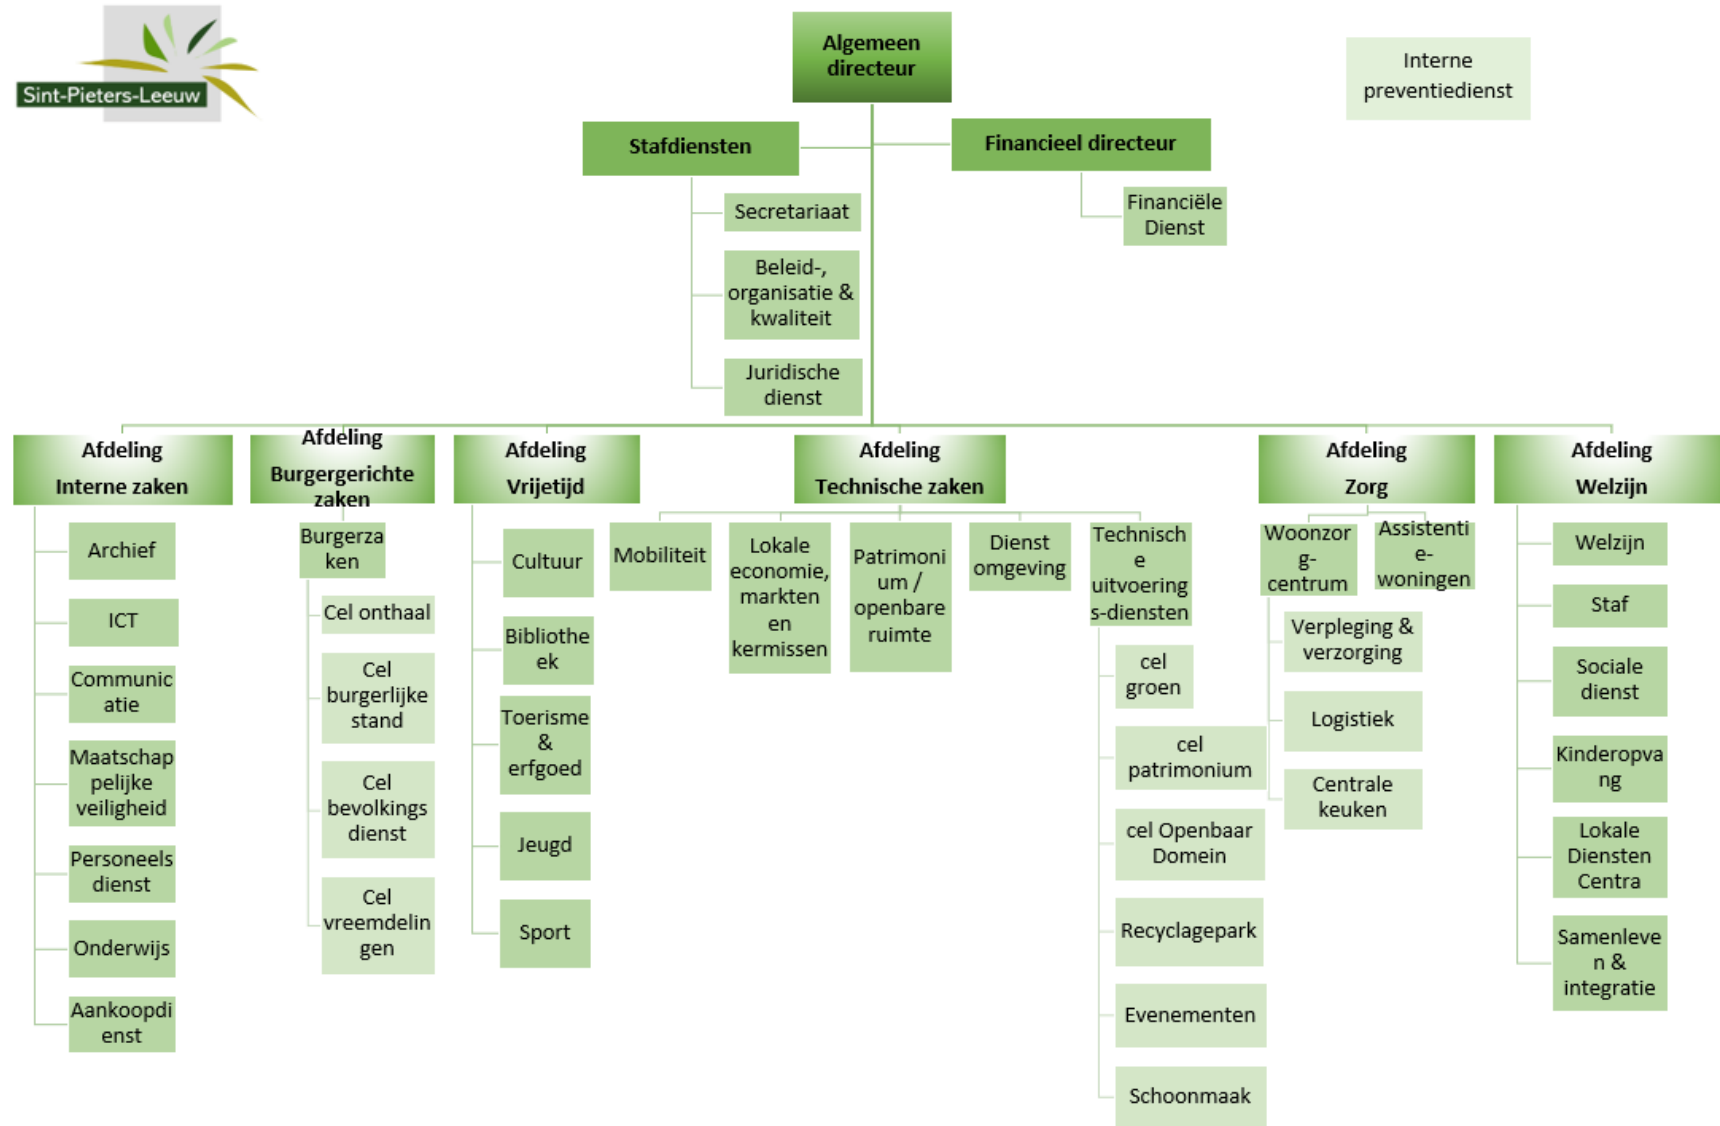 Sint-Pieters-Leeuw
Algemeen
directeur
Interne
preventiedienst
Stafdiensten
Financieel directeur
Secretariaat
Beleid-,
organisatie &
kwaliteit
Juridische
dienst
Financiële
Dienst
Afdeling
Interne zaken
Archief
ICT
Communic
atie
Maatschap
pelijke
veiligheid
Personeels
dienst
Onderwijs
Aankoopdi
enst
Afdeling
Burgergerichte
zaken
Burgerza
ken
Cel onthaal
Cel
burgerlijke
stand
Cel
bevolkings
dienst
Cel
vreemdelin
gen
Afdeling
Vrijetijd
Cultuur
Bibliothe
ek
Toerisme
&
erfgoed
Jeugd
Sport
Afdeling
Technische zaken
Mobiliteit
Lokale
economie,
markten
en
kermissen
Patrimoni
um /
openbare
ruimte
Dienst
omgeving
Technisch
e
uitvoering
s-diensten
cel
groen
cel
patrimonium
cel Openbaar
Domein
Recyclagepark
Evenementen
Schoonmaak
Afdeling
Zorg
Woonzor
g-
centrum
Verpleging &
verzorging
Logistiek
Centrale
keuken
Assistenti
e-
woningen
Afdeling
Welzijn
Welzijn
Staf
Sociale
dienst
Kinderopva
ng
Lokale
Diensten
Centra
Samenleve
n &
integratie